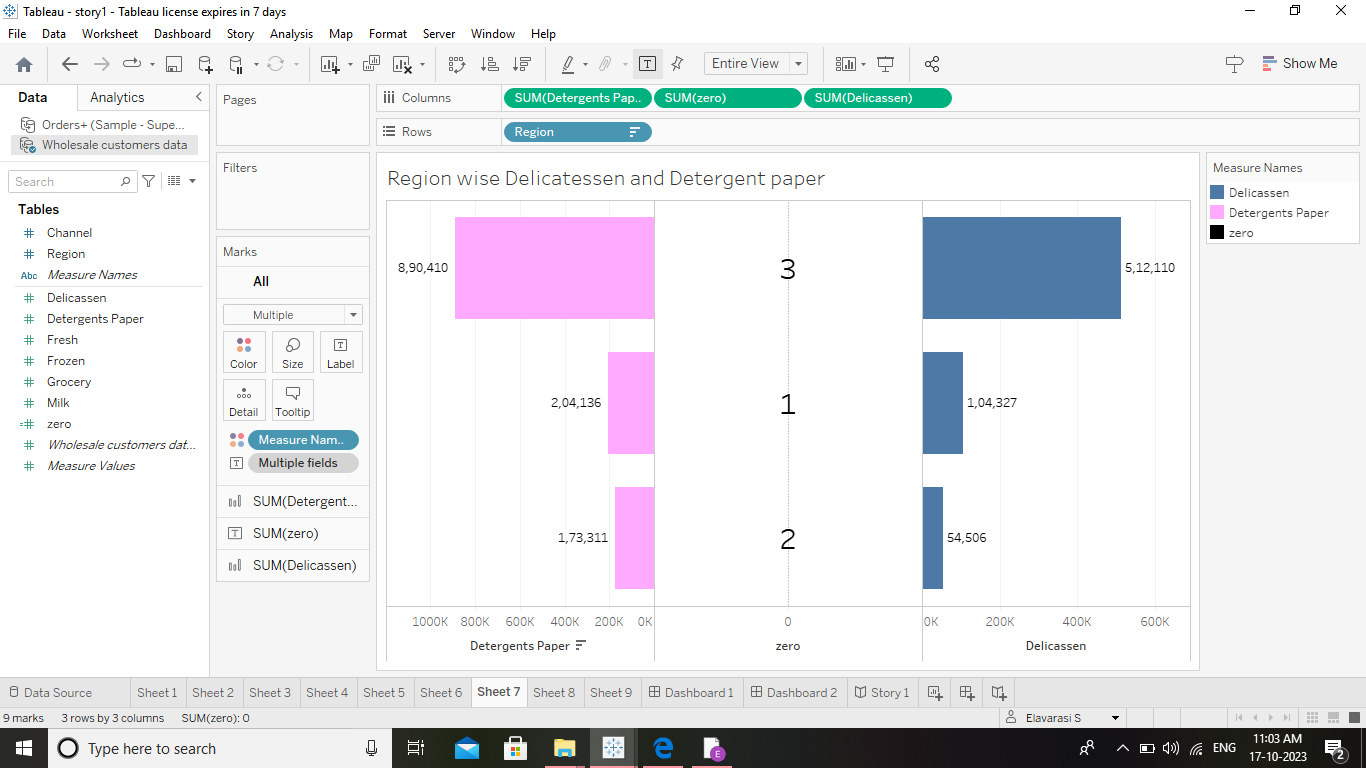 Tableau - story1 - Tableau license expires in 7 days
File Data Worksheet Dashboard Story Analysis Map Format Server Window Help
Entire View
Show Me
Data Analytics
Orders+ (Sample - Supe...
Wholesale customers data
Search
Tables
Channel
Region
Abc Measure Names
Delicassen
Detergents Paper
Fresh
Frozen
Grocery
Milk
zero
Wholesale customers dat...
Measure Values
Pages
Filters
Marks
All
Multiple
Color Size Label
Detail Tooltip
Measure Nam..
Multiple fields
SUM(Detergent...
SUM(zero)
SUM(Delicassen)
Columns SUM(Detergents Pap.. SUM(zero) SUM(Delicassen)
Rows Region
Region wise Delicatessen and Detergent paper
8,90,410 3 5,12,110
2,04,136 1 1,04,327
1,73,311 2 54,506
1000K 800K 600K 400K 200K 0K 0 0K 200K 400K 600K
Detergents Paper zero Delicassen
Measure Names
Delicassen
Detergents Paper
zero
Data Source Sheet 1 Sheet 2 Sheet 3 Sheet 4 Sheet 5 Sheet 6 Sheet 7 Sheet 8 Sheet 9 Dashboard 1 Dashboard 2 Story 1
9 marks 3 rows by 3 columns SUM(zero): 0 Elavarasi S
Type here to search
E
ENG
11:03 AM
17-10-2023
2